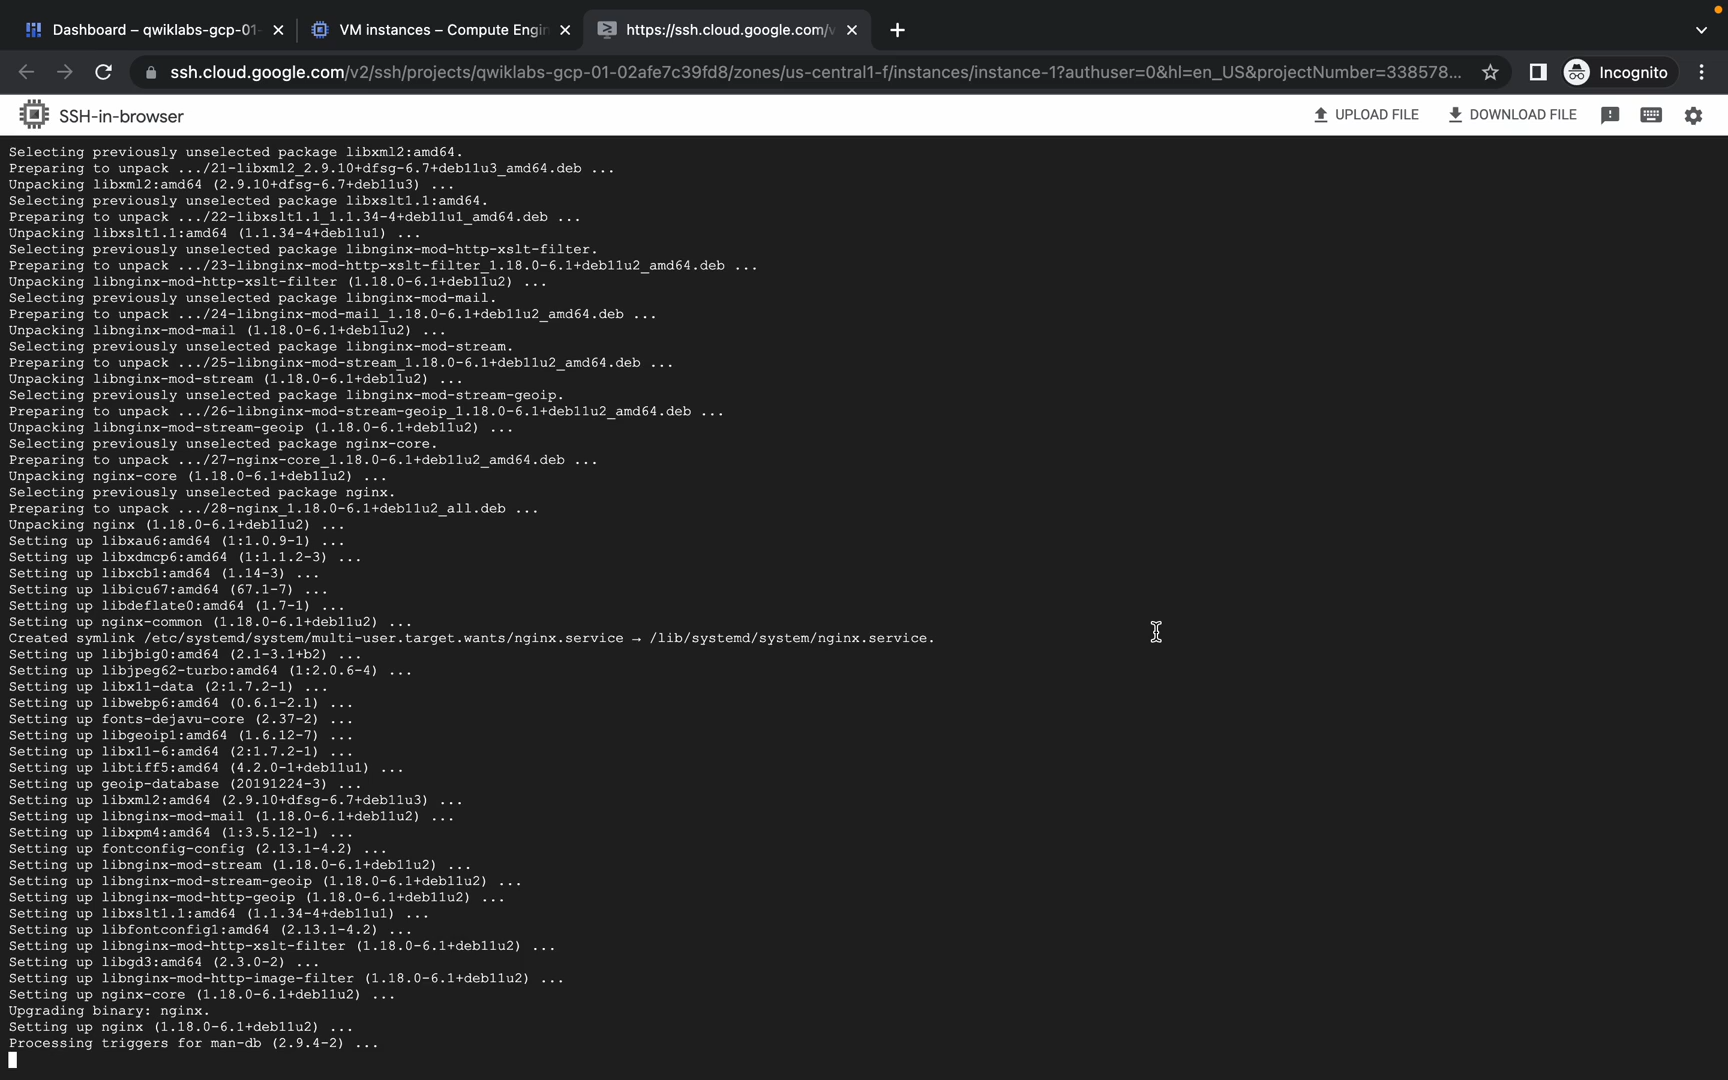 Dashboard – qwiklabs-gcp-01-
VM instances – Compute Engin
https://ssh.cloud.google.com/v
ssh.cloud.google.com/v2/ssh/projects/qwiklabs-gcp-01-02afe7c39fd8/zones/us-central1-f/instances/instance-1?authuser=0&hl=en_US&projectNumber=338578...
Incognito
SSH-in-browser
UPLOAD FILE
DOWNLOAD FILE
Selecting previously unselected package libxml2:amd64.
Preparing to unpack .../21-libxml2_2.9.10+dfsg-6.7+deb11u3_amd64.deb ...
Unpacking libxml2:amd64 (2.9.10+dfsg-6.7+deb11u3) ...
Selecting previously unselected package libxslt1.1:amd64.
Preparing to unpack .../22-libxslt1.1_1.1.34-4+deb11u1_amd64.deb ...
Unpacking libxslt1.1:amd64 (1.1.34-4+deb11u1) ...
Selecting previously unselected package libnginx-mod-http-xslt-filter.
Preparing to unpack .../23-libnginx-mod-http-xslt-filter_1.18.0-6.1+deb11u2_amd64.deb ...
Unpacking libnginx-mod-http-xslt-filter (1.18.0-6.1+deb11u2) ...
Selecting previously unselected package libnginx-mod-mail.
Preparing to unpack .../24-libnginx-mod-mail_1.18.0-6.1+deb11u2_amd64.deb ...
Unpacking libnginx-mod-mail (1.18.0-6.1+deb11u2) ...
Selecting previously unselected package libnginx-mod-stream.
Preparing to unpack .../25-libnginx-mod-stream_1.18.0-6.1+deb11u2_amd64.deb ...
Unpacking libnginx-mod-stream (1.18.0-6.1+deb11u2) ...
Selecting previously unselected package libnginx-mod-stream-geoip.
Preparing to unpack .../26-libnginx-mod-stream-geoip_1.18.0-6.1+deb11u2_amd64.deb ...
Unpacking libnginx-mod-stream-geoip (1.18.0-6.1+deb11u2) ...
Selecting previously unselected package nginx-core.
Preparing to unpack .../27-nginx-core_1.18.0-6.1+deb11u2_amd64.deb ...
Unpacking nginx-core (1.18.0-6.1+deb11u2) ...
Selecting previously unselected package nginx.
Preparing to unpack .../28-nginx_1.18.0-6.1+deb11u2_all.deb ...
Unpacking nginx (1.18.0-6.1+deb11u2) ...
Setting up libxau6:amd64 (1:1.0.9-1) ...
Setting up libxdmcp6:amd64 (1:1.1.2-3) ...
Setting up libxcb1:amd64 (1.14-3) ...
Setting up libicu67:amd64 (67.1-7) ...
Setting up libdeflate0:amd64 (1.7-1) ...
Setting up nginx-common (1.18.0-6.1+deb11u2) ...
Created symlink /etc/systemd/system/multi-user.target.wants/nginx.service → /lib/systemd/system/nginx.service.
Setting up libjbig0:amd64 (2.1-3.1+b2) ...
Setting up libjpeg62-turbo:amd64 (1:2.0.6-4) ...
Setting up libx11-data (2:1.7.2-1) ...
Setting up libwebp6:amd64 (0.6.1-2.1) ...
Setting up fonts-dejavu-core (2.37-2) ...
Setting up libgeoip1:amd64 (1.6.12-7) ...
Setting up libx11-6:amd64 (2:1.7.2-1) ...
Setting up libtiff5:amd64 (4.2.0-1+deb11u1) ...
Setting up geoip-database (20191224-3) ...
Setting up libxml2:amd64 (2.9.10+dfsg-6.7+deb11u3) ...
Setting up libnginx-mod-mail (1.18.0-6.1+deb11u2) ...
Setting up libxpm4:amd64 (1:3.5.12-1) ...
Setting up fontconfig-config (2.13.1-4.2) ...
Setting up libnginx-mod-stream (1.18.0-6.1+deb11u2) ...
Setting up libnginx-mod-stream-geoip (1.18.0-6.1+deb11u2) ...
Setting up libnginx-mod-http-geoip (1.18.0-6.1+deb11u2) ...
Setting up libxslt1.1:amd64 (1.1.34-4+deb11u1) ...
Setting up libfontconfig1:amd64 (2.13.1-4.2) ...
Setting up libnginx-mod-http-xslt-filter (1.18.0-6.1+deb11u2) ...
Setting up libgd3:amd64 (2.3.0-2) ...
Setting up libnginx-mod-http-image-filter (1.18.0-6.1+deb11u2) ...
Setting up nginx-core (1.18.0-6.1+deb11u2) ...
Upgrading binary: nginx.
Setting up nginx (1.18.0-6.1+deb11u2) ...
Processing triggers for man-db (2.9.4-2) ...